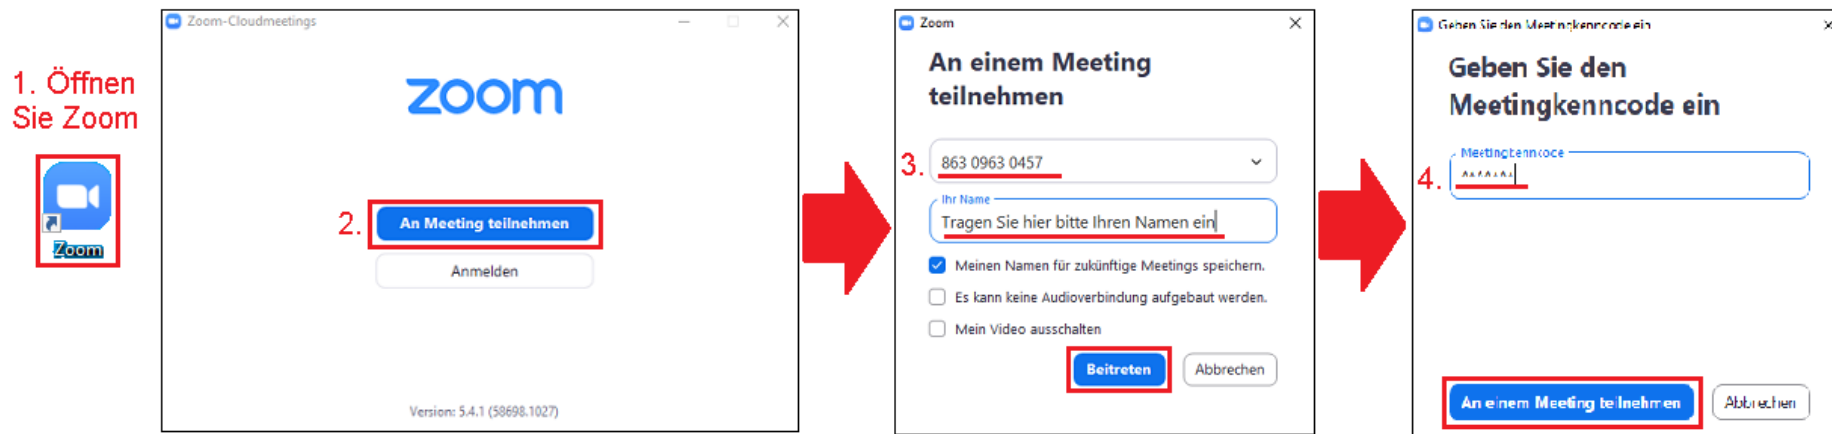 1. Öffnen
Sie Zoom
Zoom
Zoom-Cloudmeetings
zoom
2.
An Meeting teilnehmen
Anmelden
Version: 5.4.1 (58698.1027)
Zoom
An einem Meeting
teilnehmen
3.
863 0963 0457
Ihr Name
Tragen Sie hier bitte Ihren Namen ein
Meinen Namen für zukünftige Meetings speichern.
Es kann keine Audioverbindung aufgebaut werden.
Mein Video ausschalten
Beitreten
Abbrechen
Geben Sie den Meetingkenncode ein
Geben Sie den
Meetingkenncode ein
Meetingkenncode
4.
An einem Meeting teilnehmen
Abbrechen